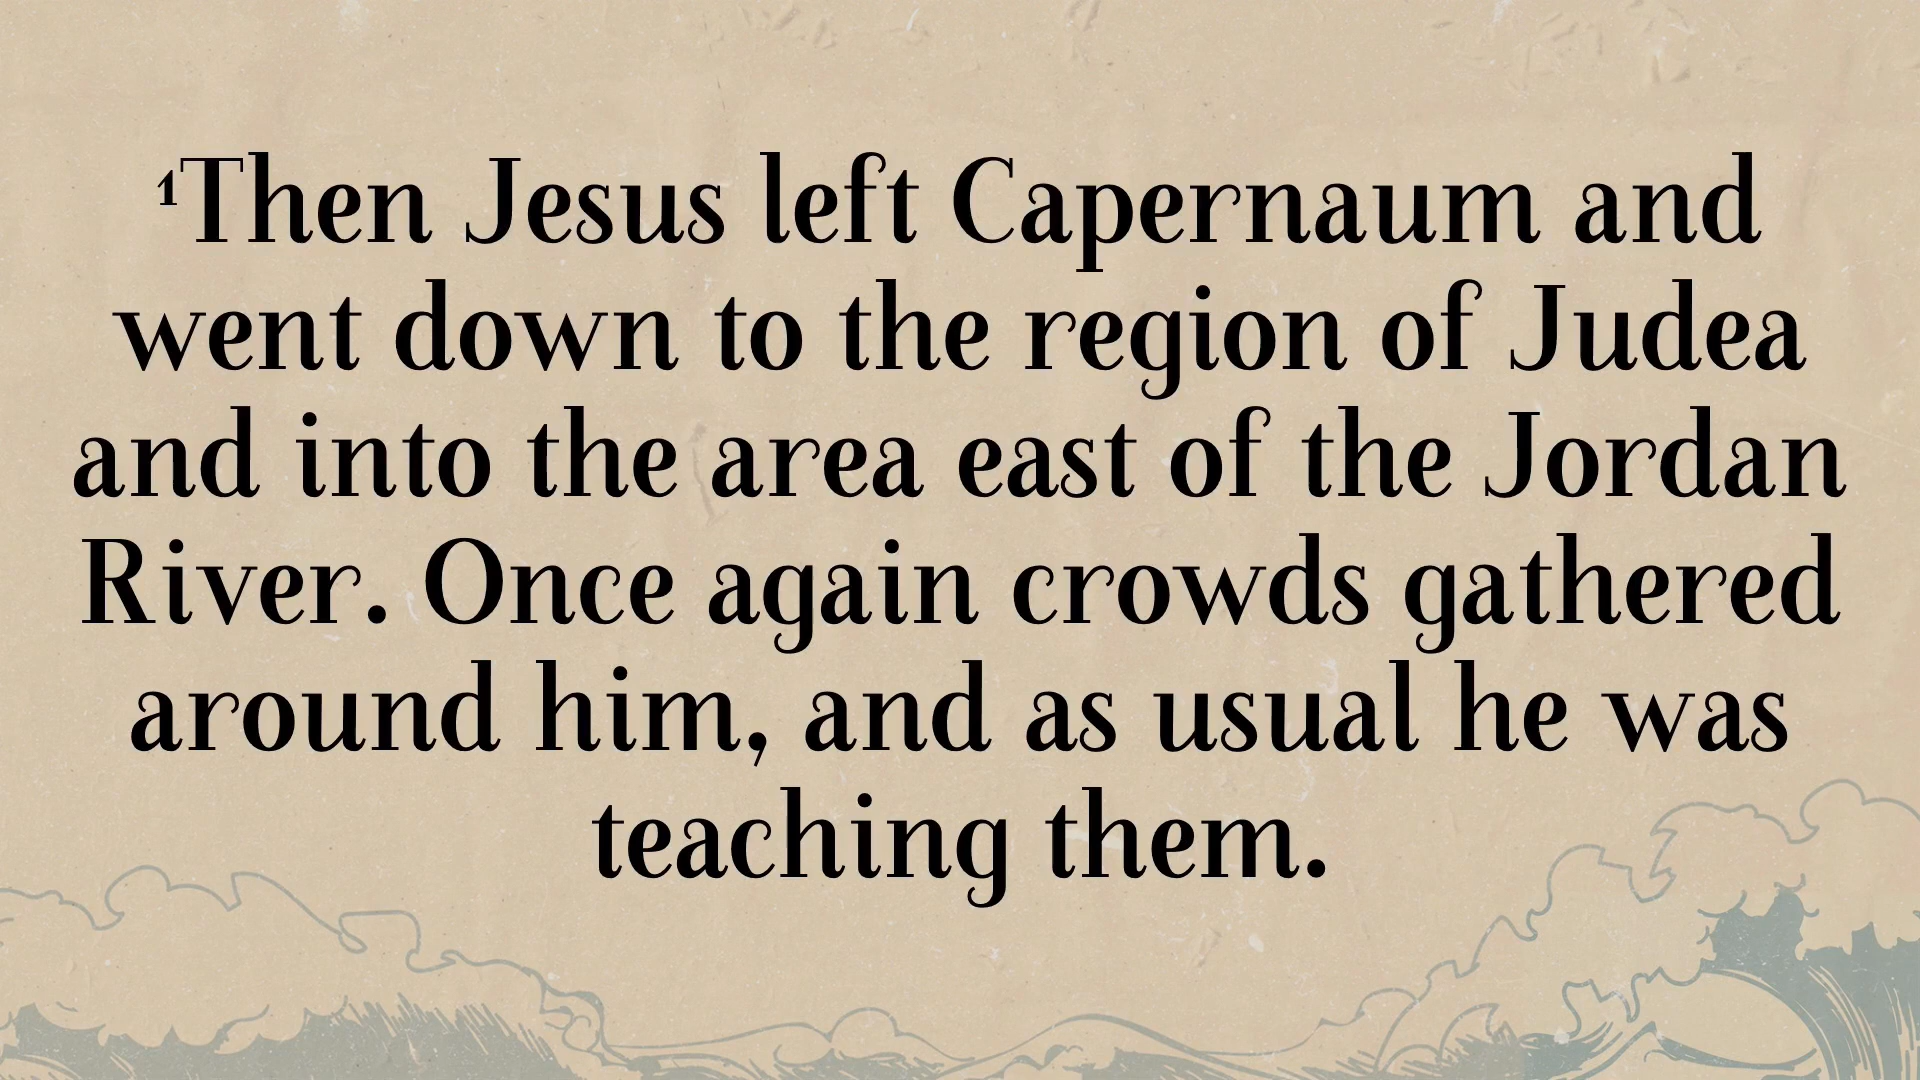 ¹Then Jesus left Capernaum and
went down to the region of Judea
and into the area east of the Jordan
River. Once again crowds gathered
around him, and as usual he was
teaching them.